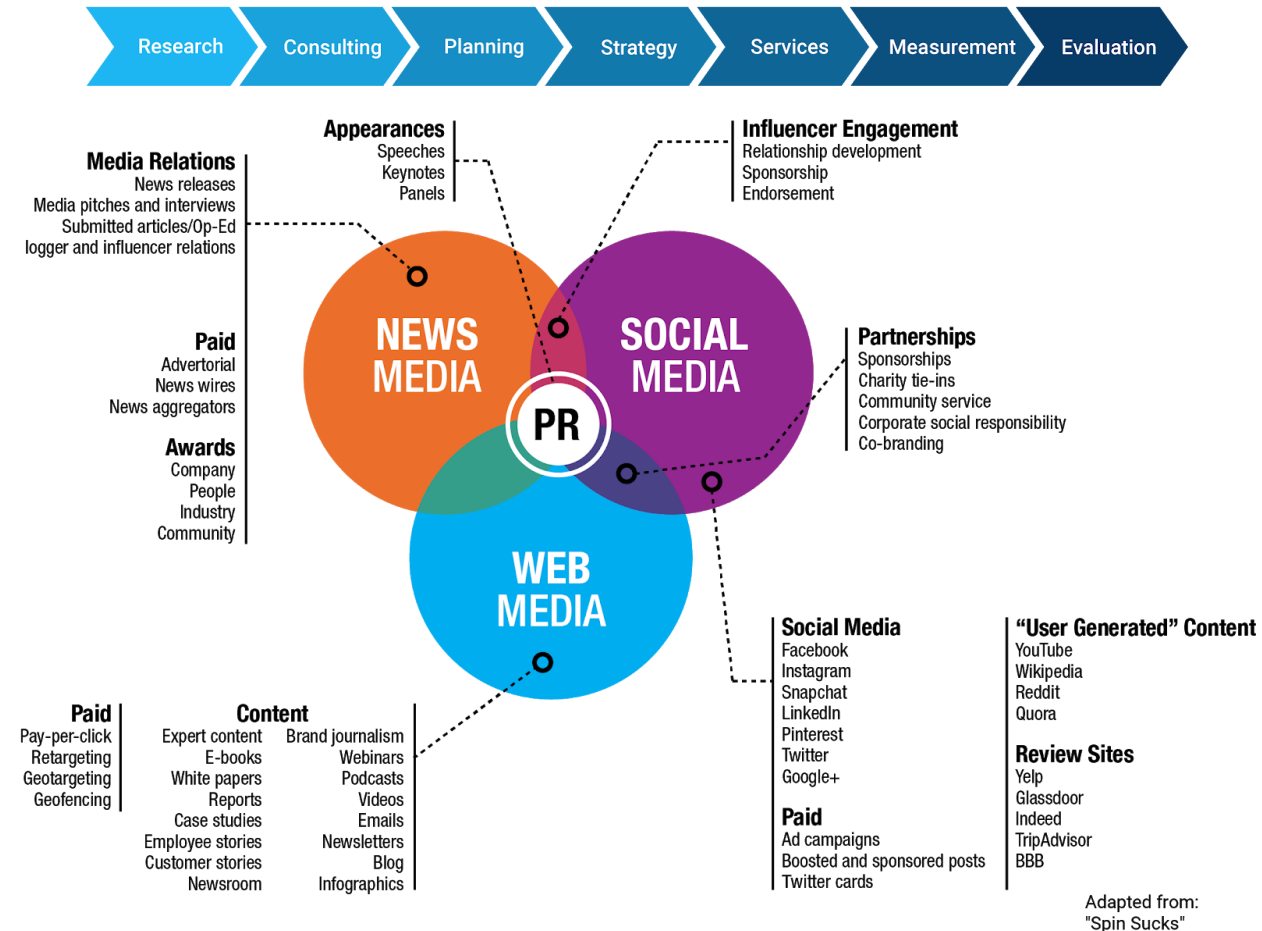 Research
Consulting
Planning
Strategy
Services
Measurement
Evaluation
Appearances
Speeches
Keynotes
Panels
Influencer Engagement
Relationship development
Sponsorship
Endorsement
Media Relations
News releases
Media pitches and interviews
Submitted articles/Op-Ed
logger and influencer relations
Paid
Advertorial
News wires
News aggregators
Awards
Company
People
Industry
Community
NEWS
MEDIA
SOCIAL
MEDIA
PR
WEB
MEDIA
Partnerships
Sponsorships
Charity tie-ins
Community service
Corporate social responsibility
Co-branding
Paid
Pay-per-click
Retargeting
Geotargeting
Geofencing
Content
Expert content
E-books
White papers
Reports
Case studies
Employee stories
Customer stories
Newsroom
Brand journalism
Webinars
Podcasts
Videos
Emails
Newsletters
Blog
Infographics
Social Media
Facebook
Instagram
Snapchat
LinkedIn
Pinterest
Twitter
Google+
Paid
Ad campaigns
Boosted and sponsored posts
Twitter cards
“User Generated” Content
YouTube
Wikipedia
Reddit
Quora
Review Sites
Yelp
Glassdoor
Indeed
TripAdvisor
BBB
Adapted from:
"Spin Sucks"